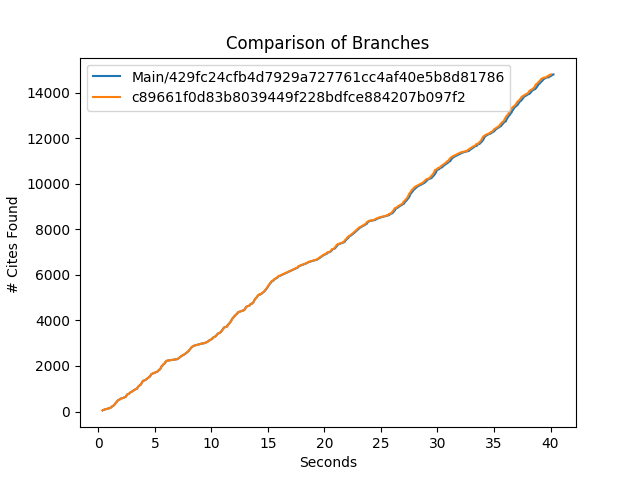 Comparison of Branches
Main/429fc24cfb4d7929a727761cc4af40e5b8d81786
c89661f0d83b8039449f228bdfce884207b097f2
# Cites Found
14000
12000
10000
8000
6000
4000
2000
0
0 5 10 15 20 25 30 35 40
Seconds